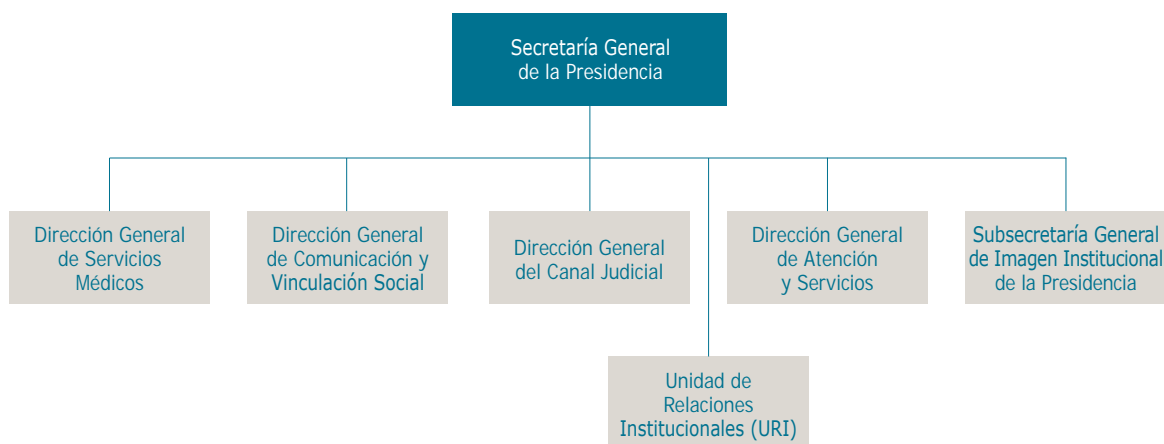 Secretaría General
de la Presidencia
Dirección General
de Servicios
Médicos
Dirección General
de Comunicación y
Vinculación Social
Dirección General
del Canal Judicial
Dirección General
de Atención
y Servicios
Subsecretaría General
de Imagen Institucional
de la Presidencia
Unidad de
Relaciones
Institucionales (URI)